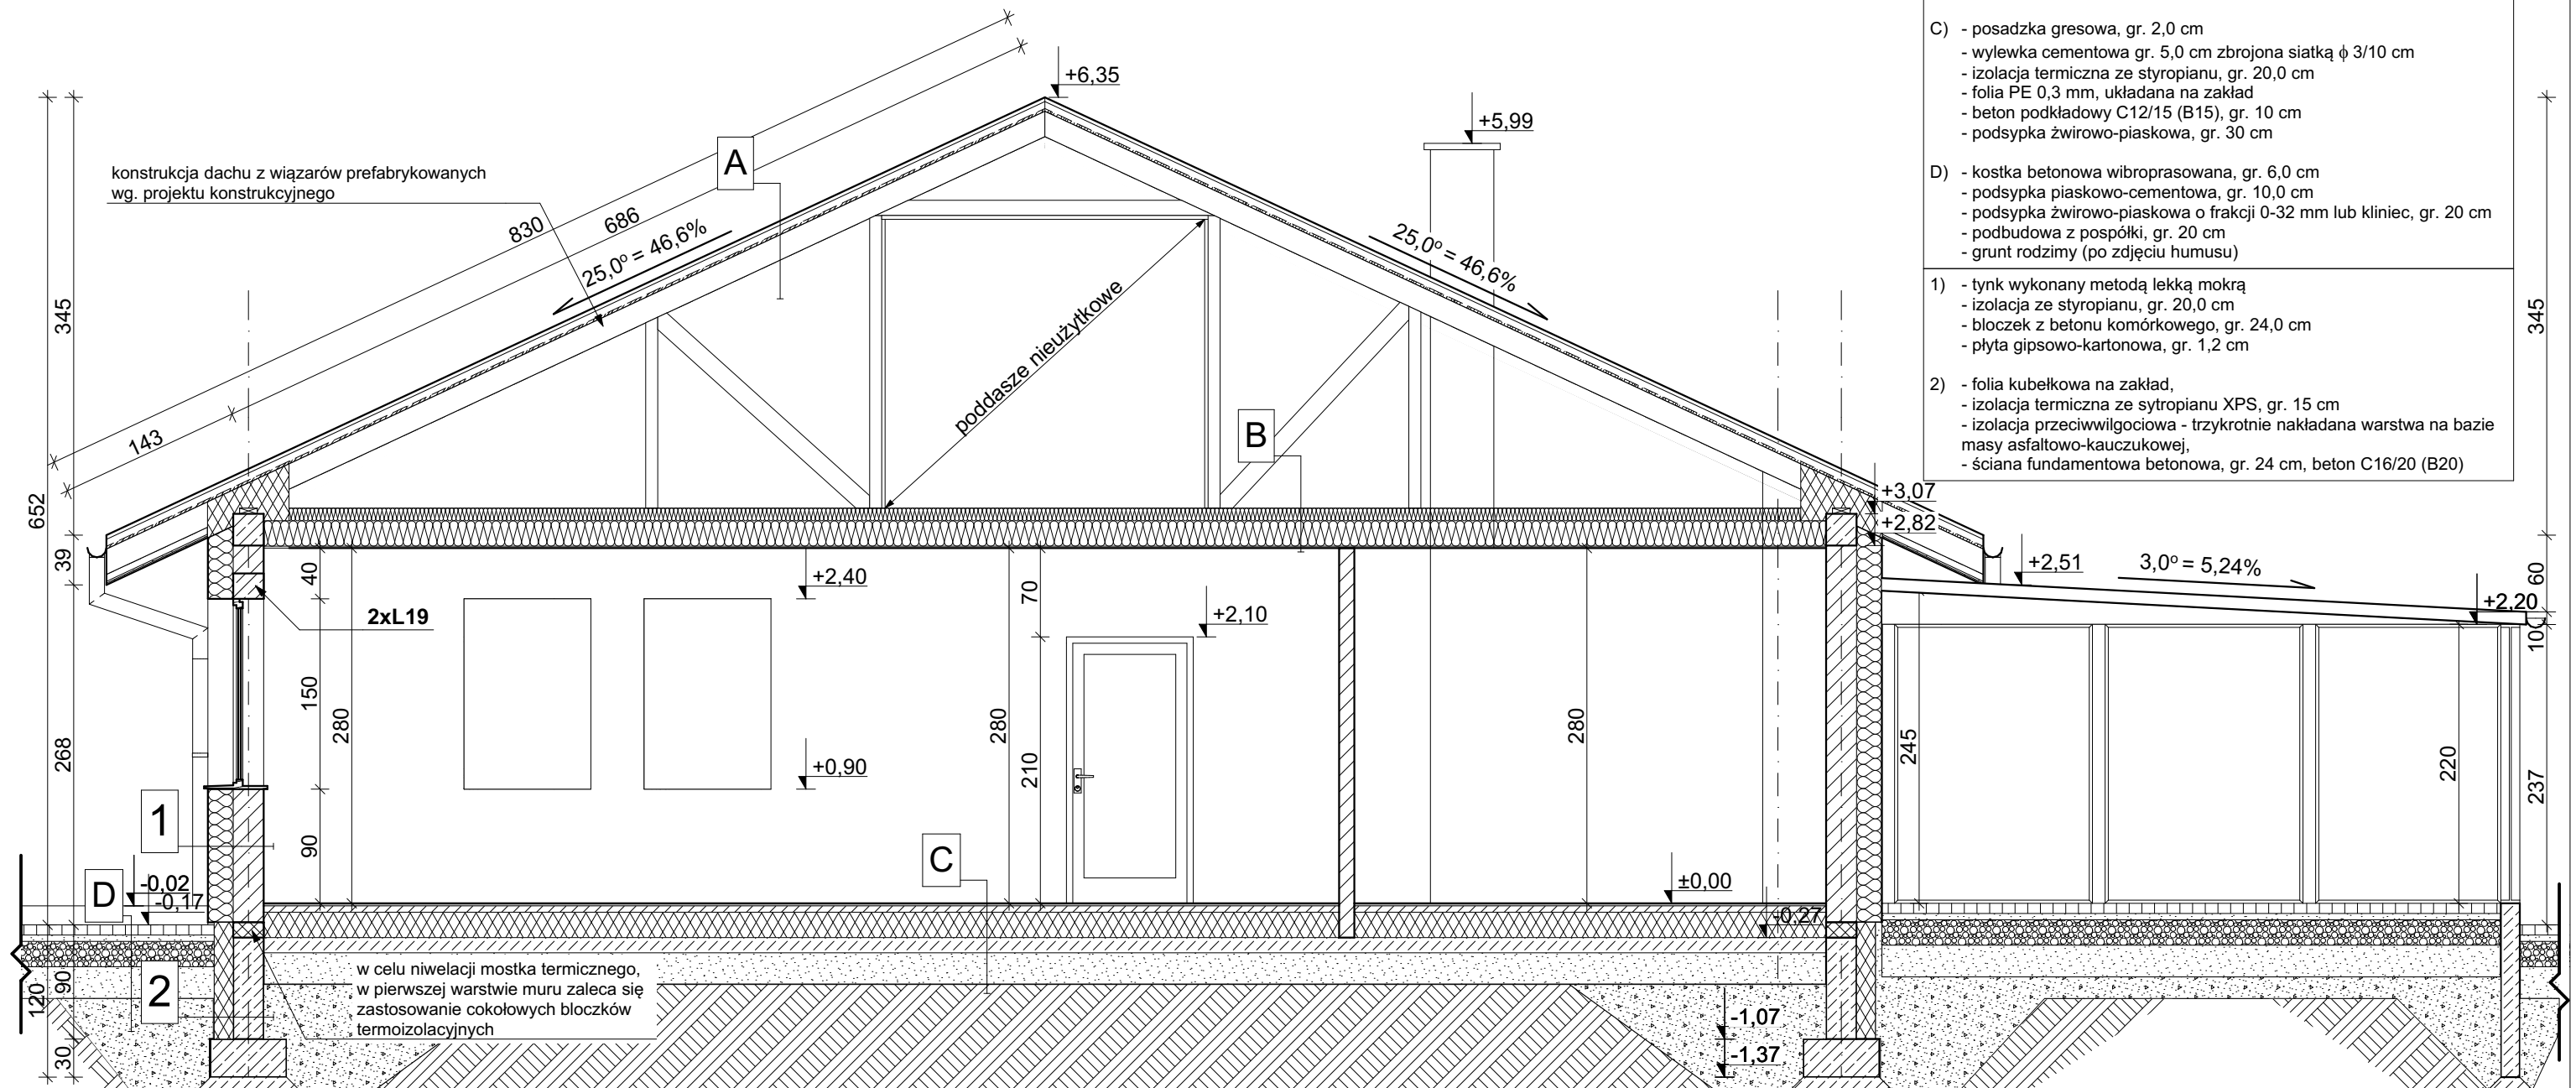 C) - posadzka gresowa, gr. 2,0 cm
- wylewka cementowa gr. 5,0 cm zbrojona siatką ϕ 3/10 cm
- izolacja termiczna ze styropianu, gr. 20,0 cm
- folia PE 0,3 mm, układana na zakład
- beton podkładowy C12/15 (B15), gr. 10 cm
- podsypka żwirowo-piaskowa, gr. 30 cm
D) - kostka betonowa wibroprasowana, gr. 6,0 cm
- podsypka piaskowo-cementowa, gr. 10,0 cm
- podsypka żwirowo-piaskowa o frakcji 0-32 mm lub kliniec, gr. 20 cm
- podbudowa z pospółki, gr. 20 cm
- grunt rodzimy (po zdjęciu humusu)
1) - tynk wykonany metodą lekką mokrą
- izolacja ze styropianu, gr. 20,0 cm
- bloczek z betonu komórkowego, gr. 24,0 cm
- płyta gipsowo-kartonowa, gr. 1,2 cm
2) - folia kubełkowa na zakład,
- izolacja termiczna ze sytropianu XPS, gr. 15 cm
- izolacja przeciwwilgociowa - trzykrotnie nakładana warstwa na bazie
masy asfaltowo-kauczukowej,
- ściana fundamentowa betonowa, gr. 24 cm, beton C16/20 (B20)
+6,35
+5,99
A
konstrukcja dachu z wiązarów prefabrykowanych
wg. projektu konstrukcyjnego
830
686
143
25,0º = 46,6%
25,0º = 46,6%
poddasze nieużytkowe
B
345
652
39
268
345
+3,07
+2,82
+2,51
3,0º = 5,24%
+2,20
60
10
237
2xL19
40
150
90
280
+2,40
+0,90
280
70
210
+2,10
280
245
220
1
D
-0,02
-0,17
C
±0,00
-0,27
2
90
120
30
w celu niwelacji mostka termicznego,
w pierwszej warstwie muru zaleca się
zastosowanie cokołowych bloczków
termoizolacyjnych
-1,07
-1,37